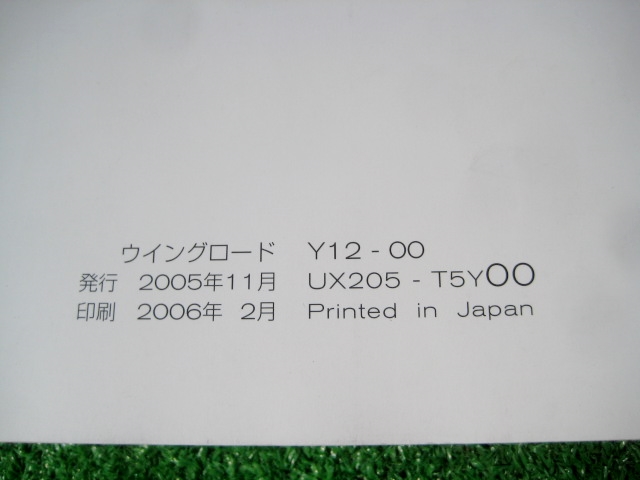 ウイングロード Y12-00
発行 2005年11月 UX205-T5Y00
印刷 2006年 2月 Printed in Japan